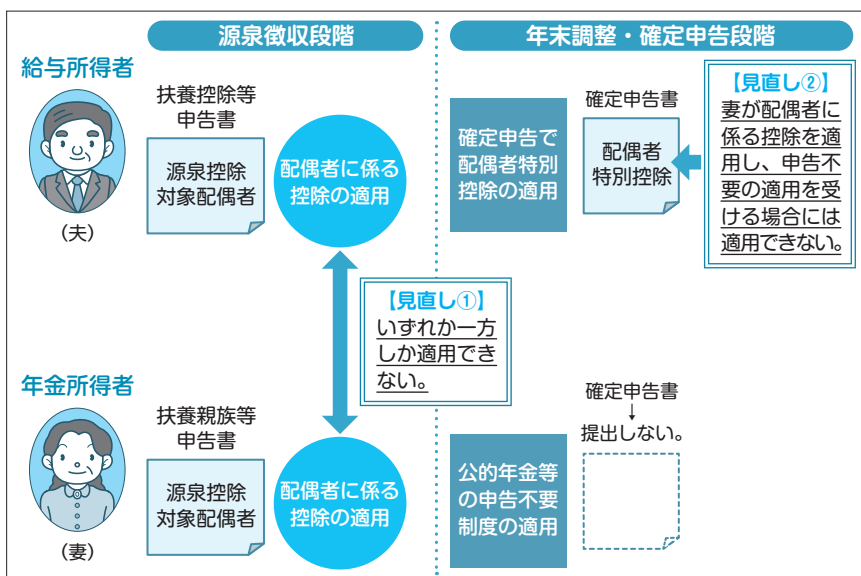 源泉徴収段階
年末調整・確定申告段階
給与所得者
(夫)
扶養控除等
申告書
源泉控除
対象配偶者
配偶者に係る
控除の適用
確定申告で
配偶者特別
控除の適用
確定申告書
配偶者
特別控除
【見直し②】
妻が配偶者に
係る控除を適
用し、申告不
要の適用を受
ける場合には
適用できない。
【見直し①】
いずれか一方
しか適用でき
ない。
年金所得者
(妻)
扶養親族等
申告書
源泉控除
対象配偶者
配偶者に係る
控除の適用
公的年金等
の申告不要
制度の適用
確定申告書
↓
提出しない。